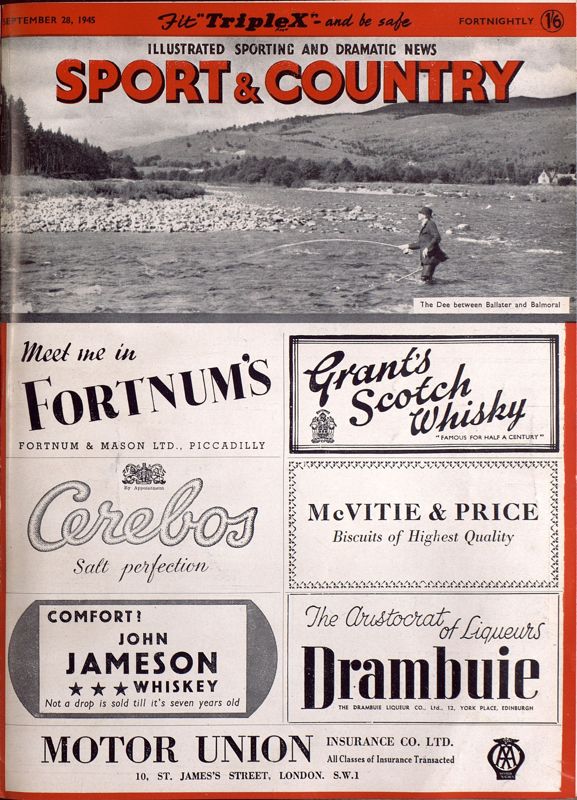 SEPTEMBER 28, 1945
Fit "TripleX" - and be safe
FORTNIGHTLY 1/6
ILLUSTRATED SPORTING AND DRAMATIC NEWS
SPORT & COUNTRY
The Dee between Ballater and Balmoral
Meet me in
FORTNUM'S
FORTNUM & MASON LTD., PICCADILLY
Grant's
Scotch
Whisky
"FAMOUS FOR HALF A CENTURY"
By Appointment
Cerebos
Salt perfection
McVITIE & PRICE
Biscuits of Highest Quality
COMFORT?
JOHN
JAMESON
★ ★ ★ WHISKEY
Not a drop is sold till it's seven years old
The Aristocrat
of Liqueurs
Drambuie
THE DRAMBUIE LIQUEUR CO., Ltd., 12, YORK PLACE, EDINBURGH
MOTOR UNION INSURANCE CO. LTD.
All Classes of Insurance Transacted
10, ST. JAMES'S STREET, LONDON. S.W.1